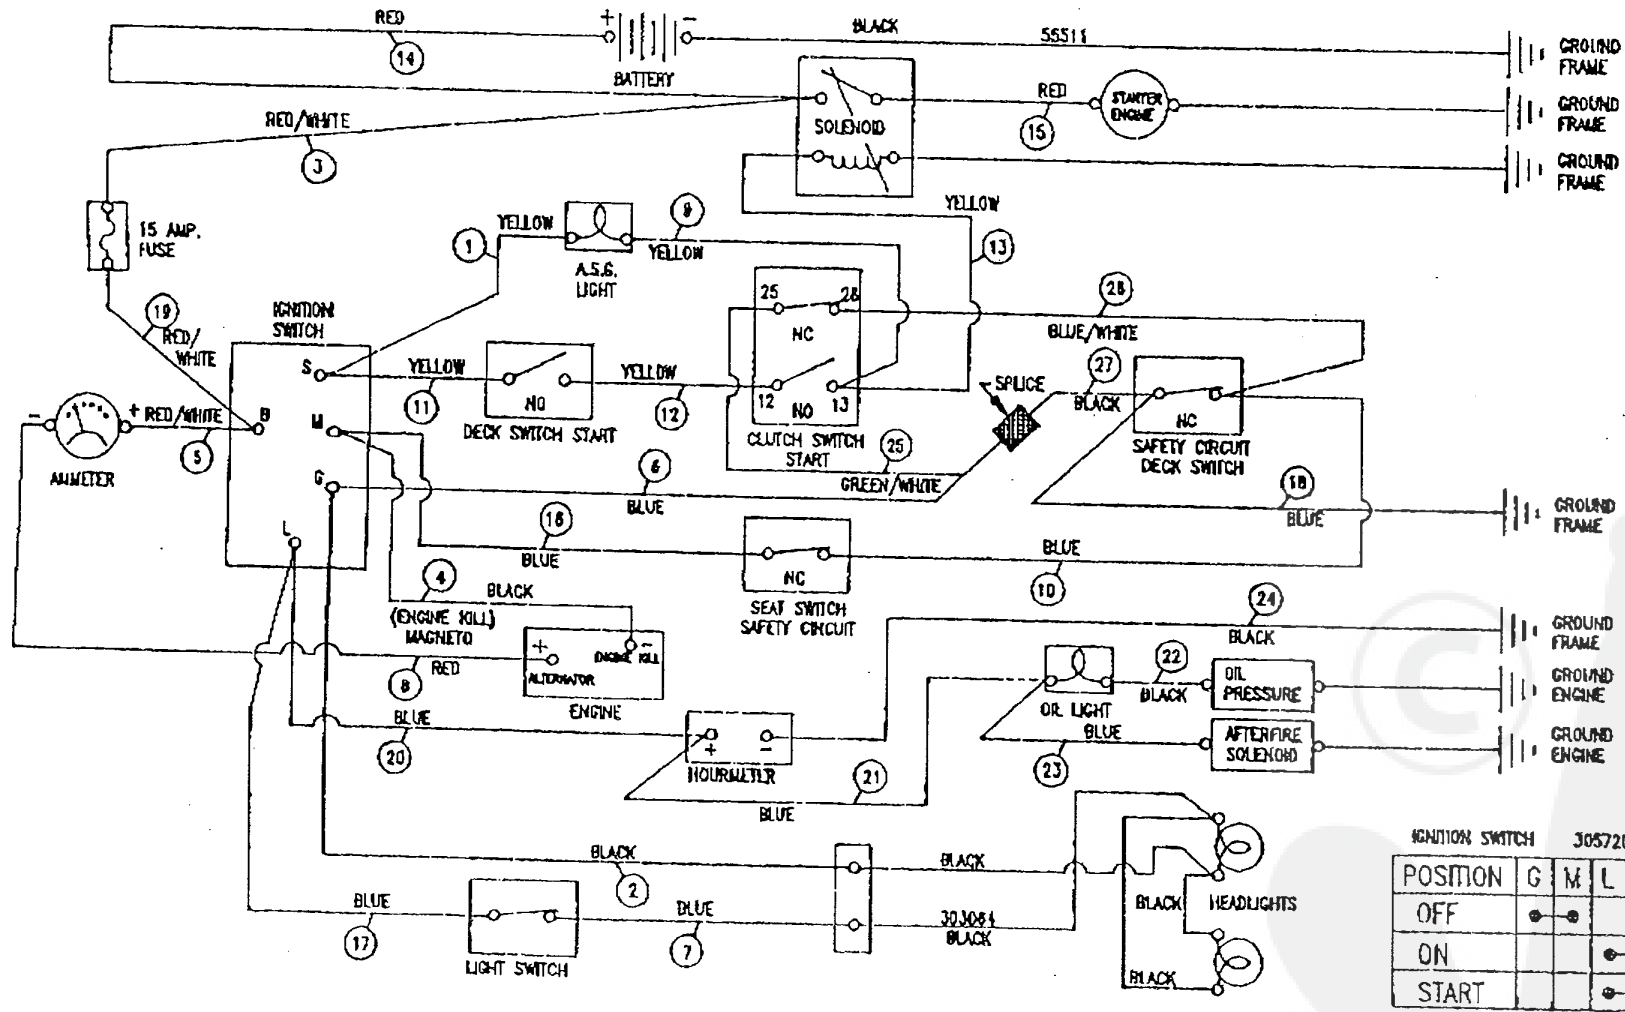 RED
14
+
-
BATTERY
BLACK
55511
GROUND
FRAME
RED/WHITE
3
SOLENOID
RED
15
STARTER
ENGINE
GROUND
FRAME
GROUND
FRAME
15 AMP.
FUSE
YELLOW
1
9
YELLOW
A.S.G.
LIGHT
YELLOW
13
19
RED/
WHITE
IGNITION
SWITCH
25
26
NC
28
BLUE/WHITE
S
YELLOW
11
NO
DECK SWITCH START
YELLOW
12
12
NO
13
CLUTCH SWITCH
START
SPLICE
27
BLACK
NC
SAFETY CIRCUIT
DECK SWITCH
-
+
RED/WHITE
5
AMMETER
B
M
G
L
6
BLUE
25
GREEN/WHITE
18
BLUE
GROUND
FRAME
16
BLUE
NC
SEAT SWITCH
SAFETY CIRCUIT
BLUE
10
4
BLACK
(ENGINE KILL)
MAGNETO
8
RED
+
-
ENGINE KILL
ALTERNATOR
ENGINE
24
BLACK
GROUND
FRAME
OIL LIGHT
22
BLACK
OIL
PRESSURE
GROUND
ENGINE
BLUE
20
+
-
HOURMETER
21
BLUE
BLUE
23
AFTERFIRE
SOLENOID
GROUND
ENGINE
BLACK
2
BLACK
BLUE
17
LIGHT SWITCH
BLUE
7
303064
BLACK
BLACK
HEADLIGHTS
BLACK
IGNITION SWITCH
POSITION G M L
OFF
ON
START